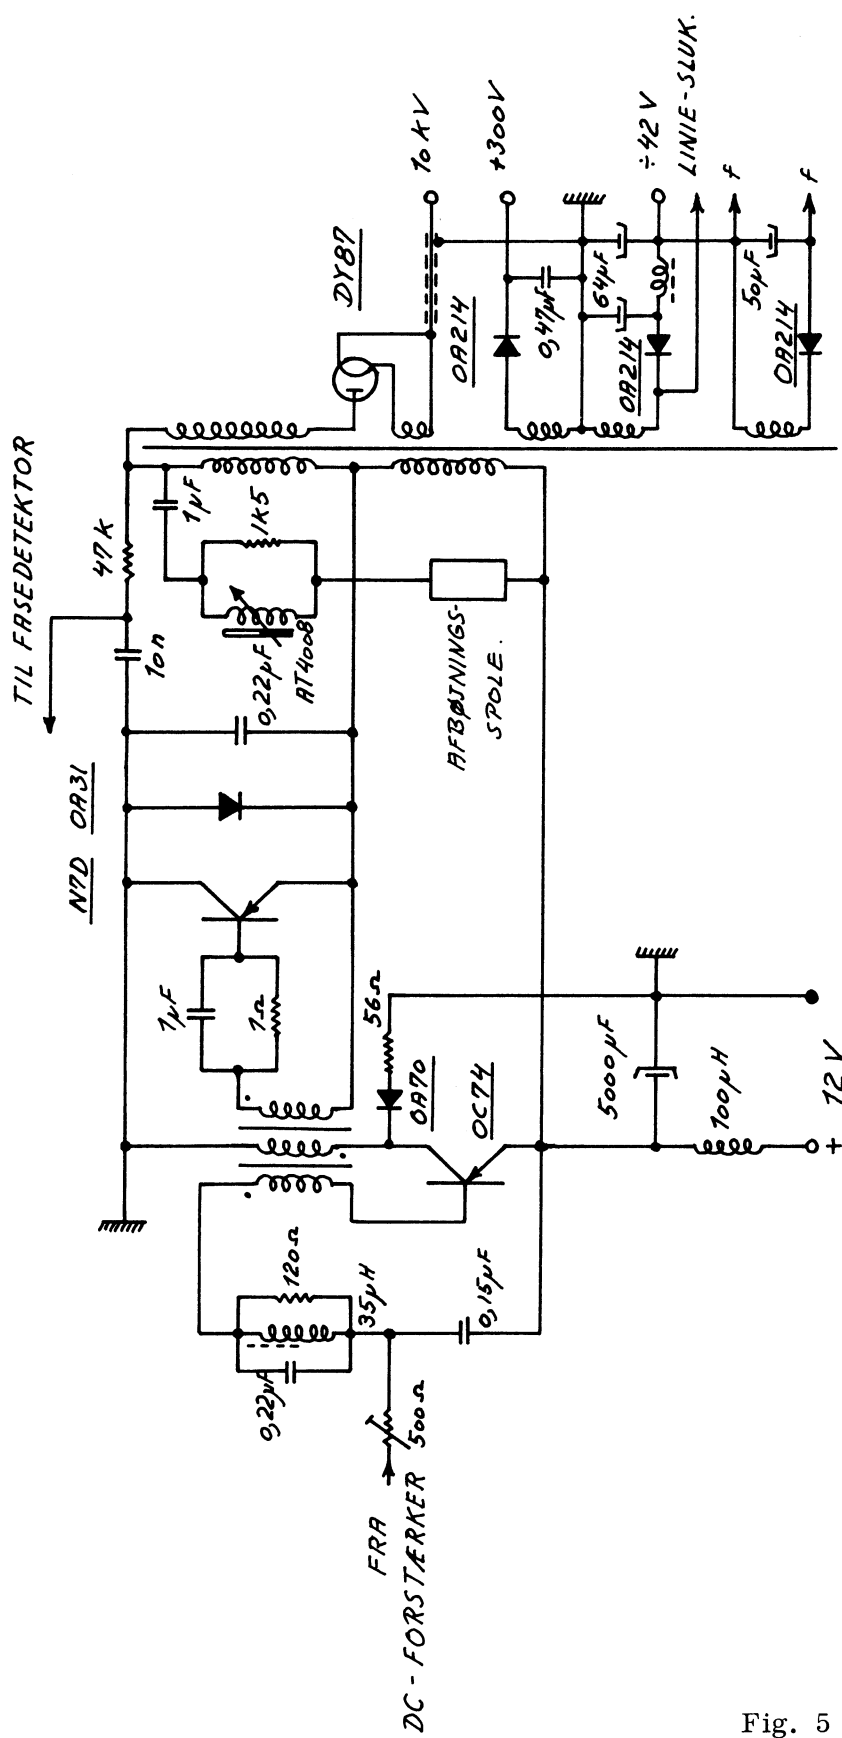 TIL FASEDETEKTOR
N7D
OA31
47K
10n
1µF
1K5
0,22µF
AT4008
AFBØJNINGS-
SPOLE.
DY87
10KV
OA214
+300V
0,47µF
64µF
OA214
÷42V
LINIE-SLUK.
f
50µF
OA214
f
1µF
1Ω
56Ω
OA70
OC74
5000µF
100µH
12V
+
120Ω
35µH
0,22µF
0,15µF
500Ω
FRA
DC-FORSTÆRKER
Fig. 5